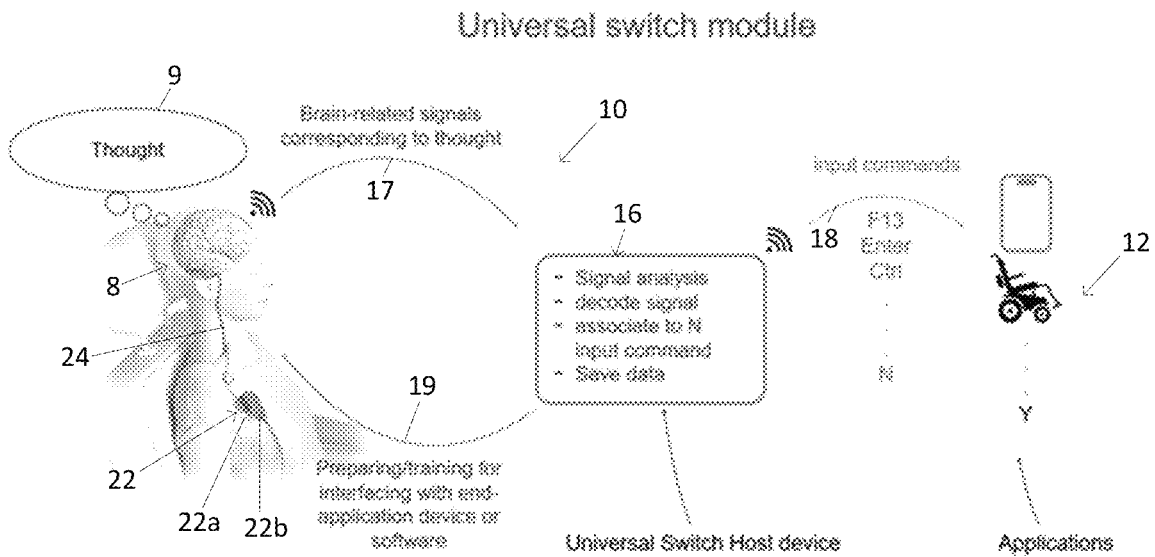 Universal switch module
9
Thought
Brain-related signals
corresponding to thought
17
10
16
Input commands
18
F13
Enter
Ctrl
N
12
8
24
- Signal analysis
- decode signal
- associate to N
input command
- Save data
Y
19
22
22a
22b
Preparing/training for
interfacing with end-
application device or
software
Universal Switch Host device
Applications